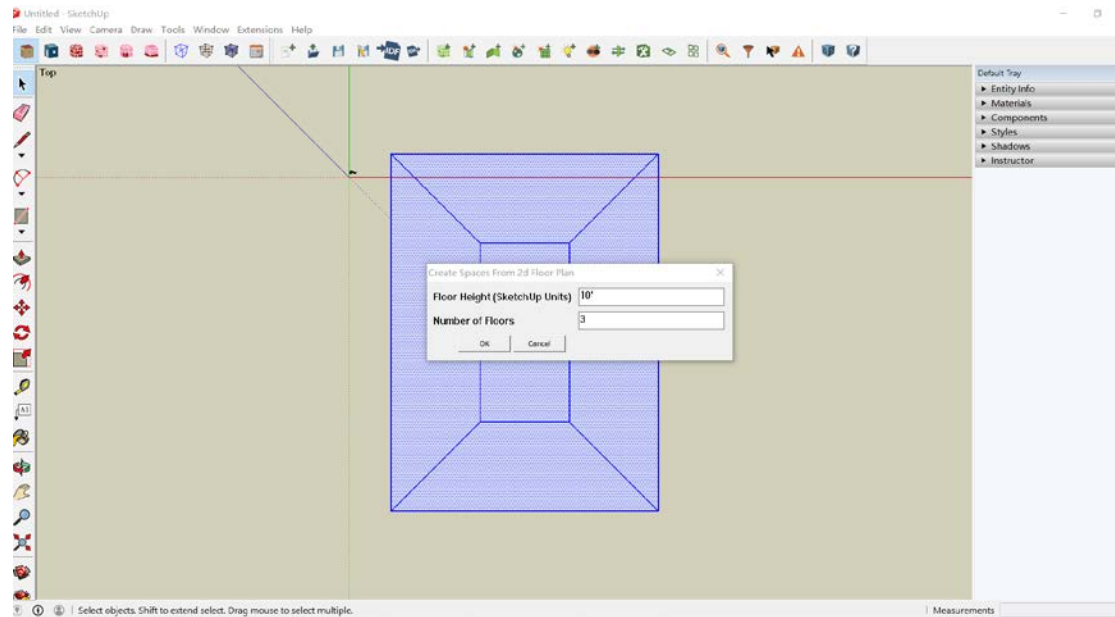 Untitled - SketchUp
File Edit View Camera Draw Tools Window Extensions Help
IDF
Top
Default Tray
Entity Info
Materials
Components
Styles
Shadows
Instructor
Create Spaces From 2d Floor Plan
Floor Height (SketchUp Units) 10'
Number of Floors 3
OK Cancel
A1
Select objects. Shift to extend select. Drag mouse to select multiple.
Measurements